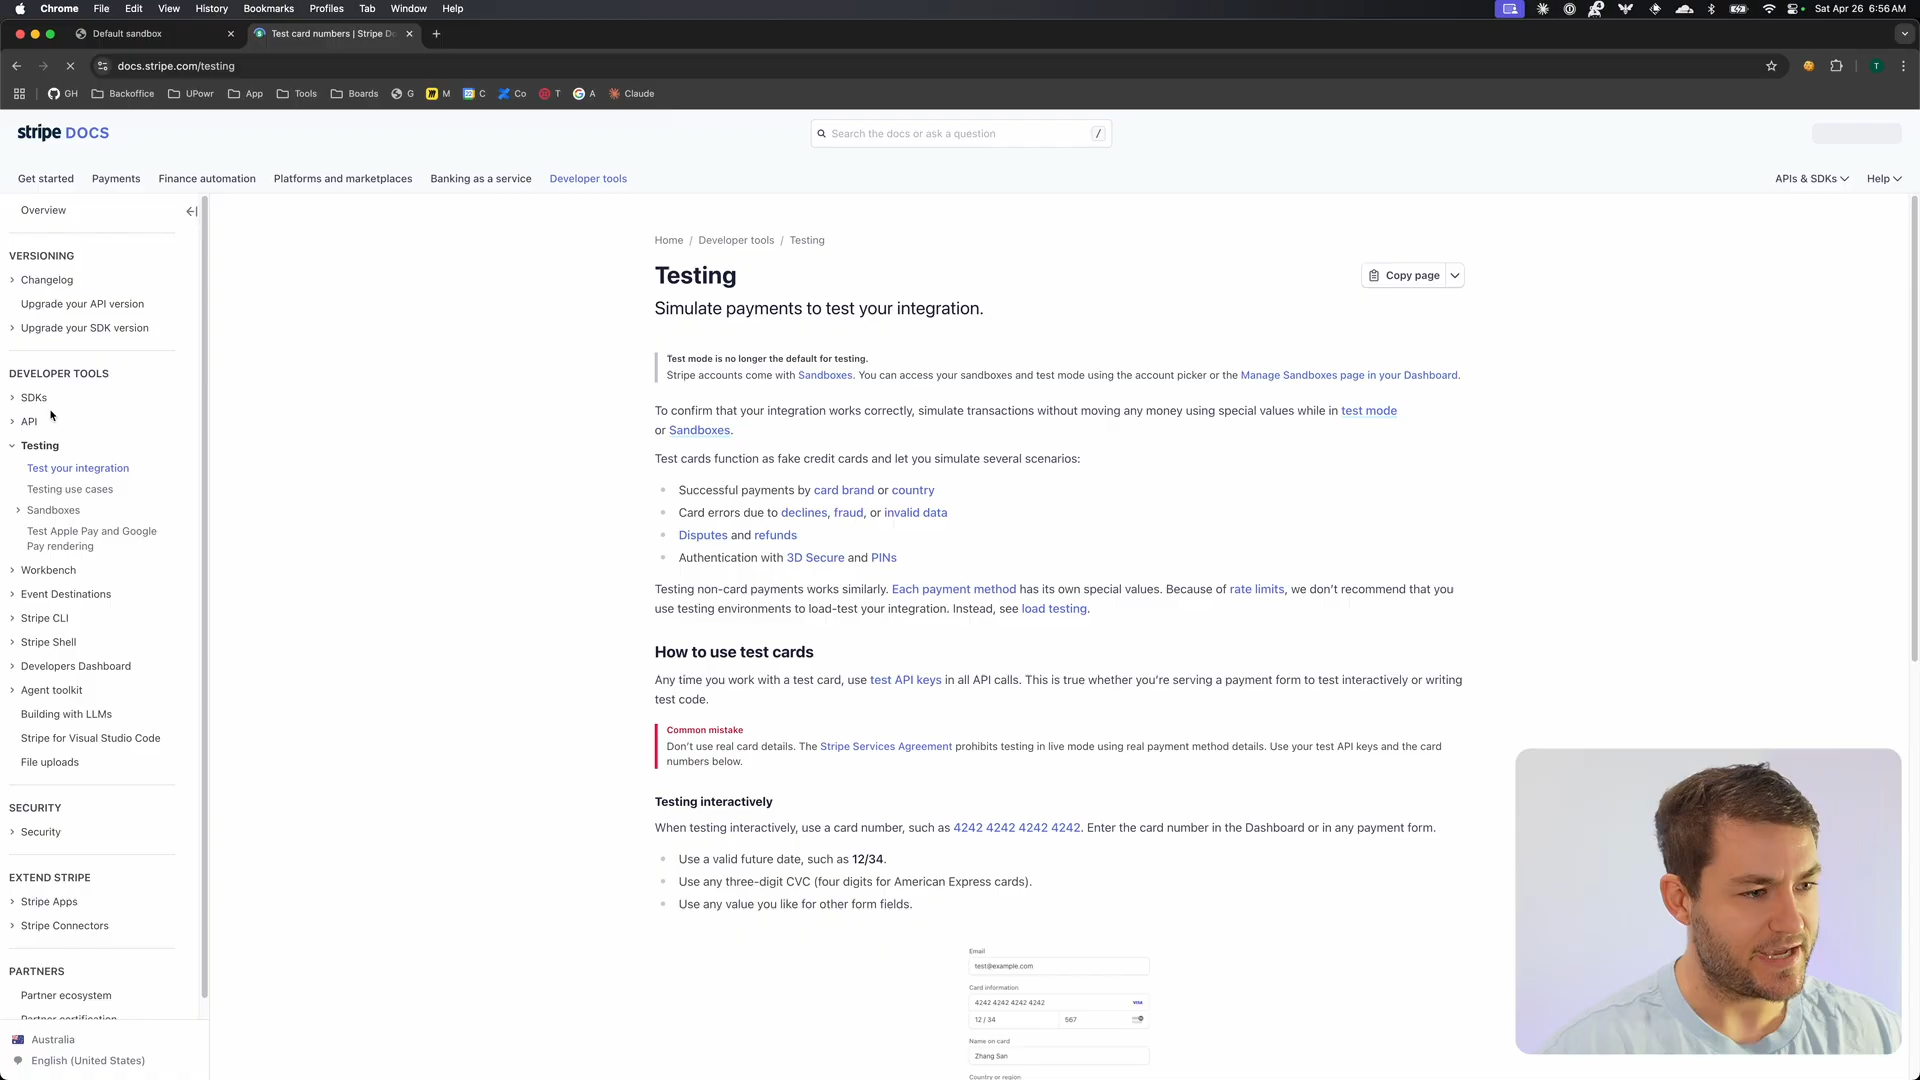 Chrome File Edit View History Bookmarks Profiles Tab Window Help Sat Apr 26 6:56 AM
Default sandbox
Test card numbers | Stripe Do
docs.stripe.com/testing
GH Backoffice UPowr App Tools Boards G M C Co T A Claude
stripe DOCS
Search the docs or ask a question /
Get started Payments Finance automation Platforms and marketplaces Banking as a service Developer tools APIs & SDKs Help
Overview
VERSIONING
Changelog
Upgrade your API version
Upgrade your SDK version
DEVELOPER TOOLS
SDKs
API
Testing
Test your integration
Testing use cases
Sandboxes
Test Apple Pay and Google
Pay rendering
Workbench
Event Destinations
Stripe CLI
Stripe Shell
Developers Dashboard
Agent toolkit
Building with LLMs
Stripe for Visual Studio Code
File uploads
SECURITY
Security
EXTEND STRIPE
Stripe Apps
Stripe Connectors
PARTNERS
Partner ecosystem
Partner certification
Australia
English (United States)
Home / Developer tools / Testing
Testing
Copy page
Simulate payments to test your integration.
Test mode is no longer the default for testing.
Stripe accounts come with Sandboxes. You can access your sandboxes and test mode using the account picker or the Manage Sandboxes page in your Dashboard.
To confirm that your integration works correctly, simulate transactions without moving any money using special values while in test mode
or Sandboxes.
Test cards function as fake credit cards and let you simulate several scenarios:
Successful payments by card brand or country
Card errors due to declines, fraud, or invalid data
Disputes and refunds
Authentication with 3D Secure and PINs
Testing non-card payments works similarly. Each payment method has its own special values. Because of rate limits, we don't recommend that you
use testing environments to load-test your integration. Instead, see load testing.
How to use test cards
Any time you work with a test card, use test API keys in all API calls. This is true whether you're serving a payment form to test interactively or writing
test code.
Common mistake
Don't use real card details. The Stripe Services Agreement prohibits testing in live mode using real payment method details. Use your test API keys and the card
numbers below.
Testing interactively
When testing interactively, use a card number, such as 4242 4242 4242 4242. Enter the card number in the Dashboard or in any payment form.
Use a valid future date, such as 12/34.
Use any three-digit CVC (four digits for American Express cards).
Use any value you like for other form fields.
Email
test@example.com
Card information
4242 4242 4242 4242 VISA
12 / 34 567
Name on card
Zhang San
Country or region